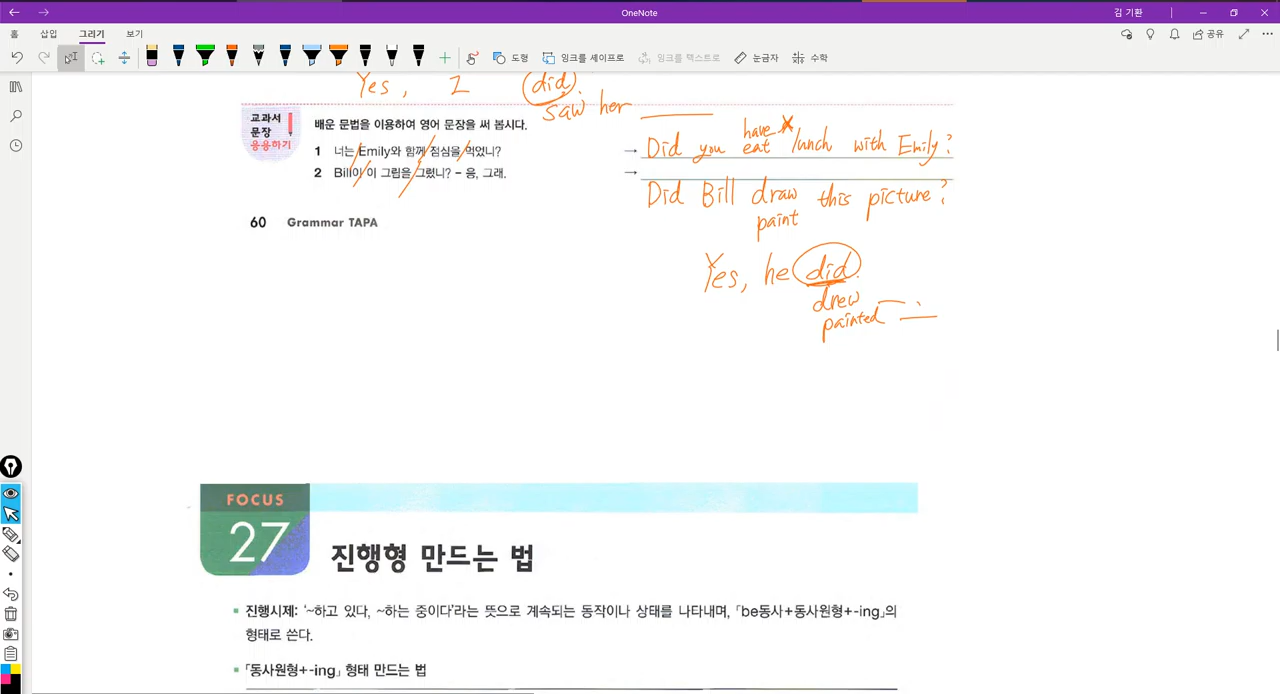 OneNote
김 기환
홈 삽입 그리기 보기
공유
도형 잉크를 셰이프로 잉크를 텍스트로 눈금자 수학
Yes, I did.
saw her
교과서
문장
응용하기
배운 문법을 이용하여 영어 문장을 써 봅시다.
1 너는 Emily와 함께 점심을 먹었니?
→ Did you eat lunch with Emily?
have
2 Bill이 이 그림을 그렸니? – 응, 그래.
→
Did Bill draw this picture?
paint
60 Grammar TAPA
Yes, he did.
drew
painted
FOCUS
27
진행형 만드는 법
▪ 진행시제: '~하고 있다, ~하는 중이다'라는 뜻으로 계속되는 동작이나 상태를 나타내며, 「be동사+동사원형+-ing」의
형태로 쓴다.
▪ 「동사원형+-ing」 형태 만드는 법